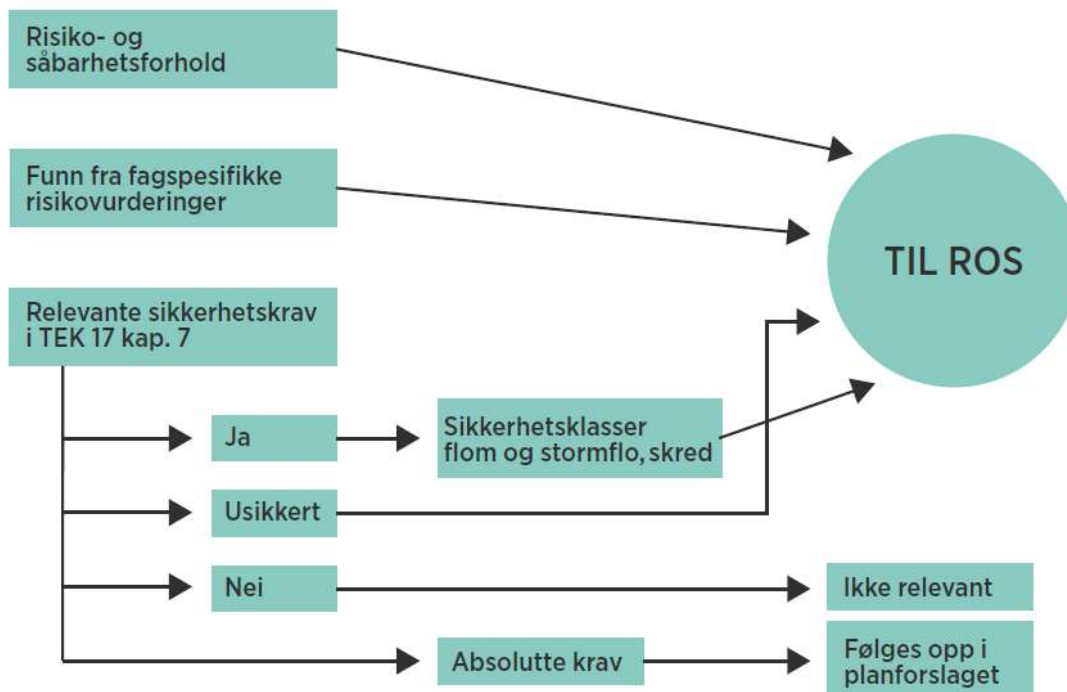 Risiko- og
såbarhetsforhold
Funn fra fagspesifikke
risikovurderinger
TIL ROS
Relevante sikkerhetskrav
i TEK 17 kap. 7
Ja
Sikkerhetsklasser
flom og stormflo, skred
Usikkert
Nei
Ikke relevant
Absolutte krav
Følges opp i
planforslaget